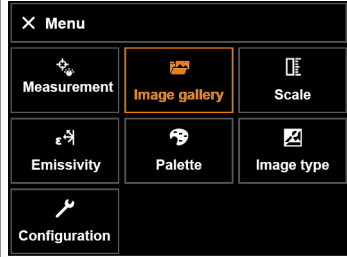 Menu
Measurement
Image gallery
Scale
ε
Emissivity
Palette
Image type
Configuration